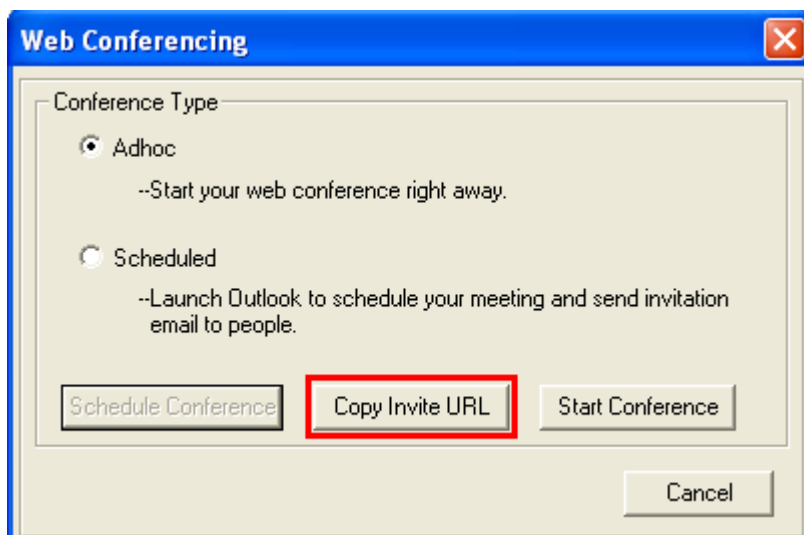 Web Conferencing
Conference Type
Adhoc
--Start your web conference right away.
Scheduled
--Launch Outlook to schedule your meeting and send invitation
email to people.
Schedule Conference
Copy Invite URL
Start Conference
Cancel